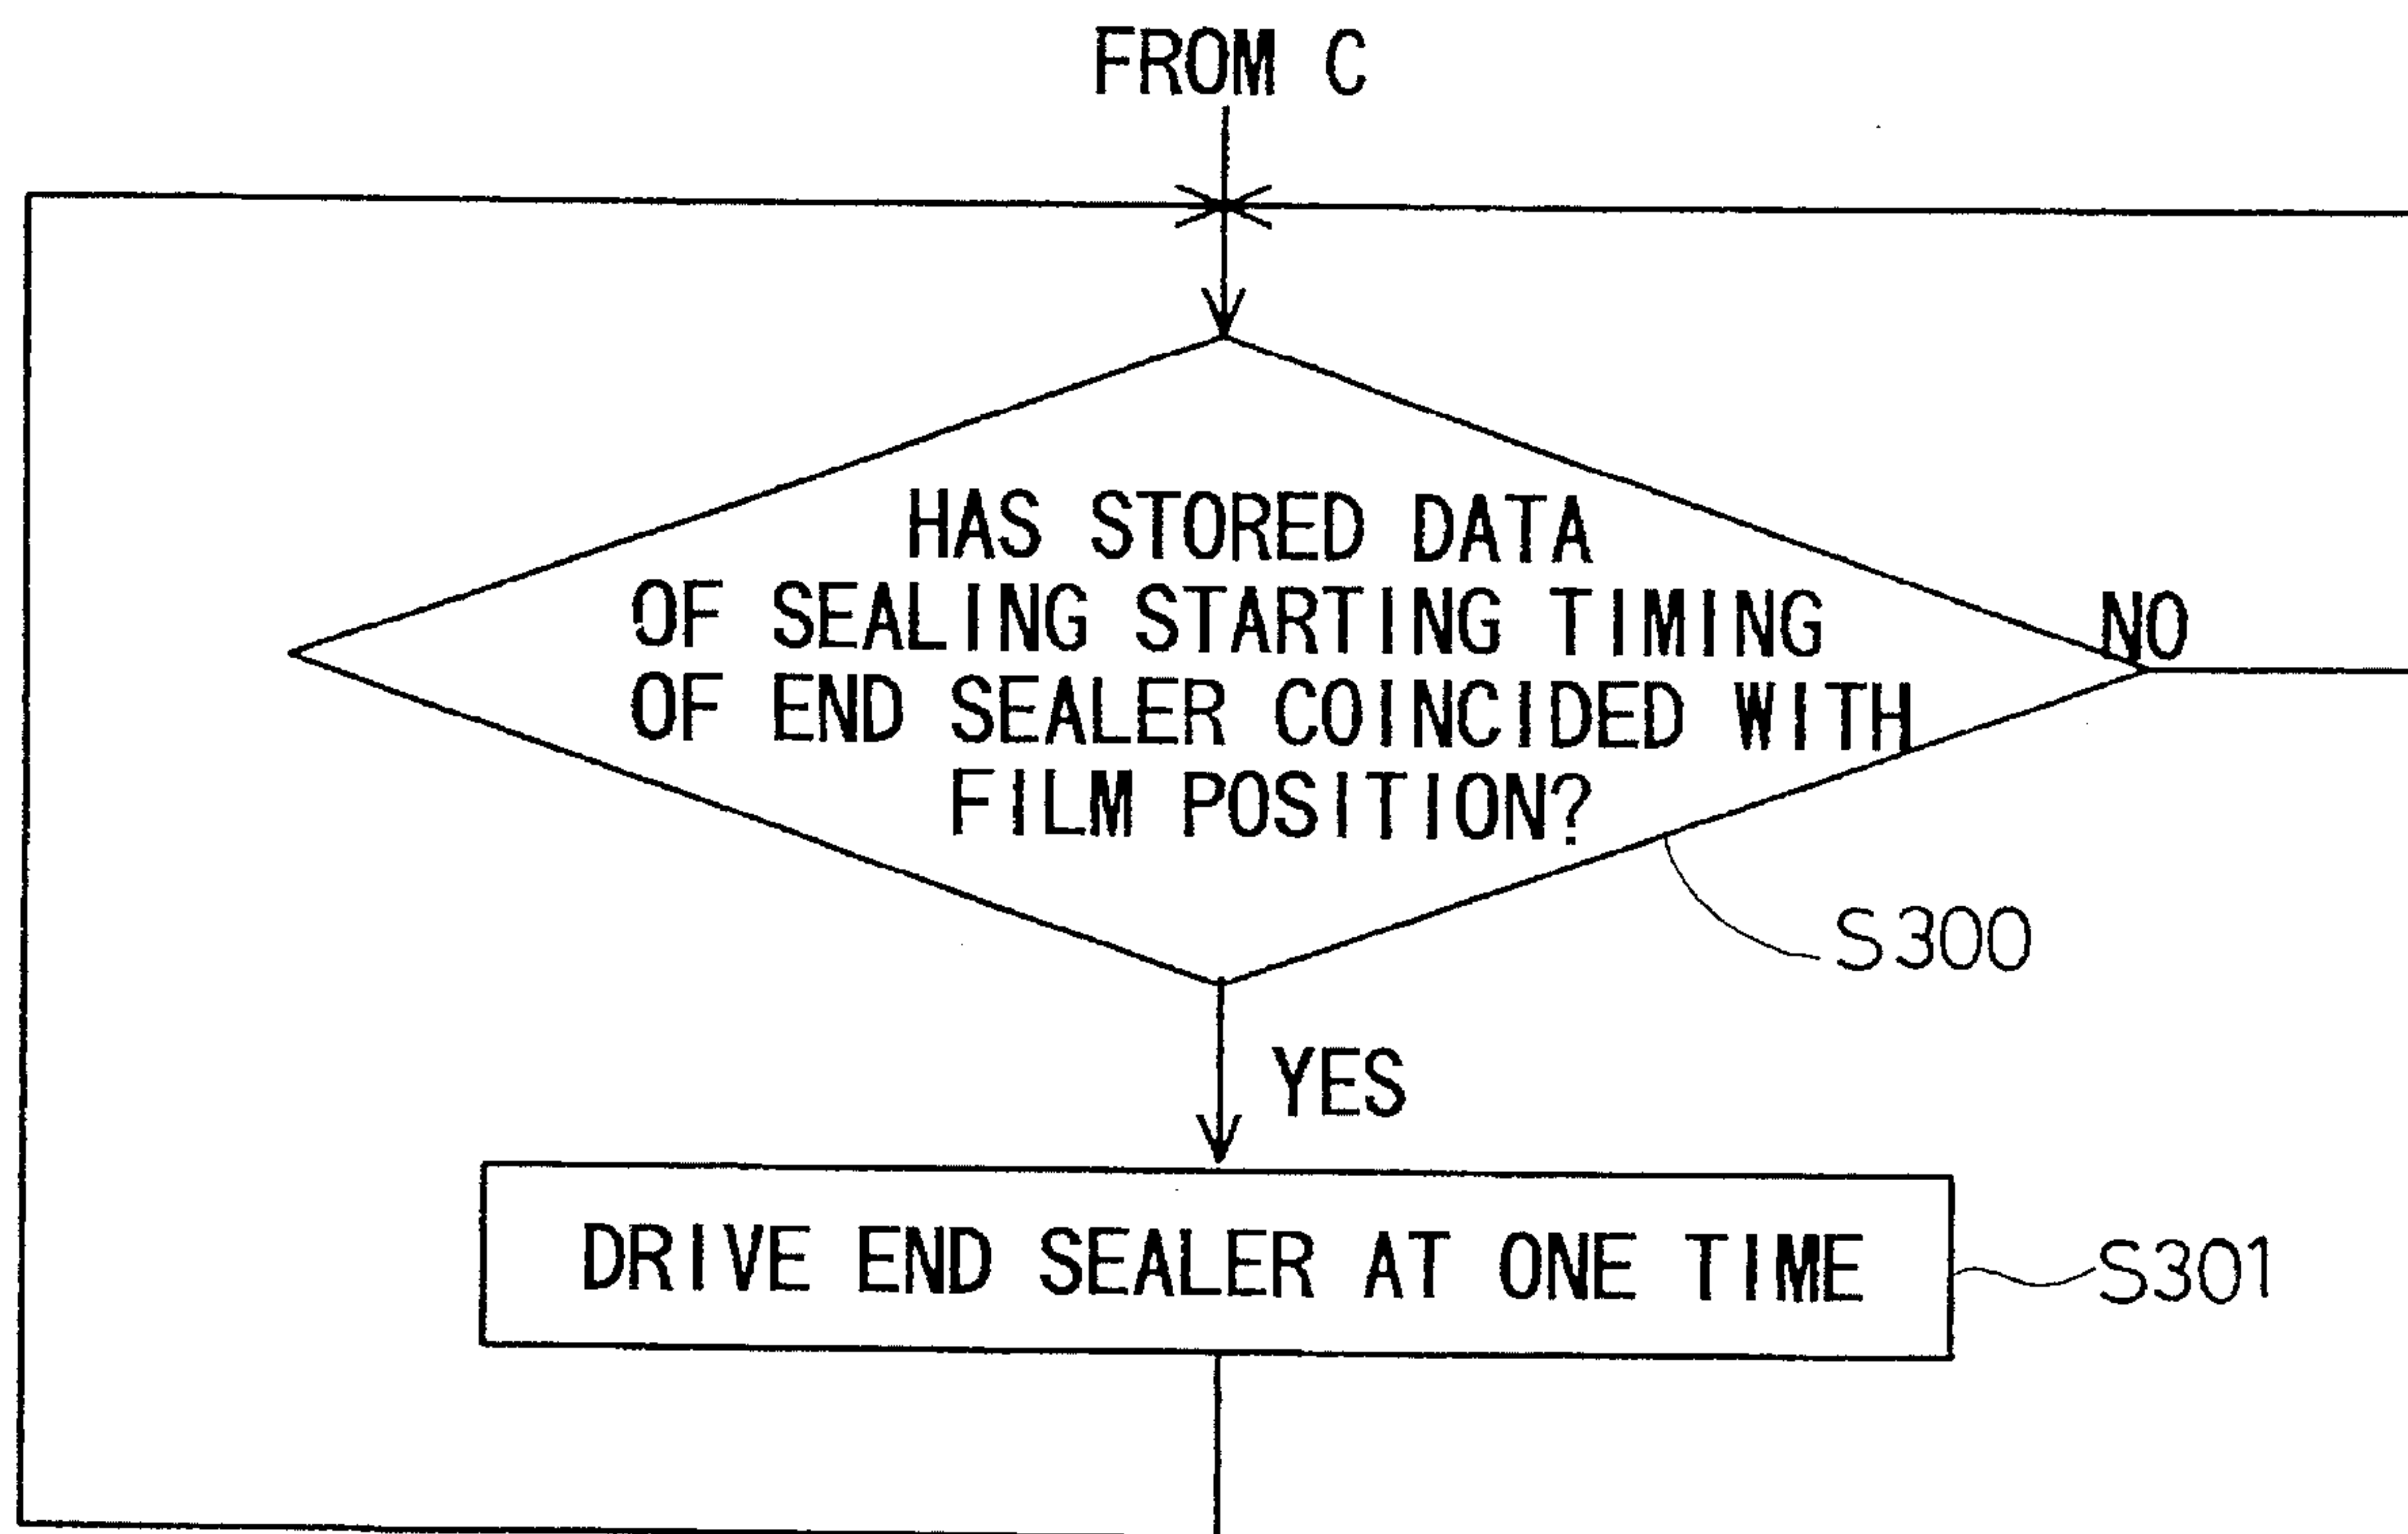 FROM C
HAS STORED DATA
OF SEALING STARTING TIMING
OF END SEALER COINCIDED WITH
FILM POSITION?
NO
S300
YES
DRIVE END SEALER AT ONE TIME
S301